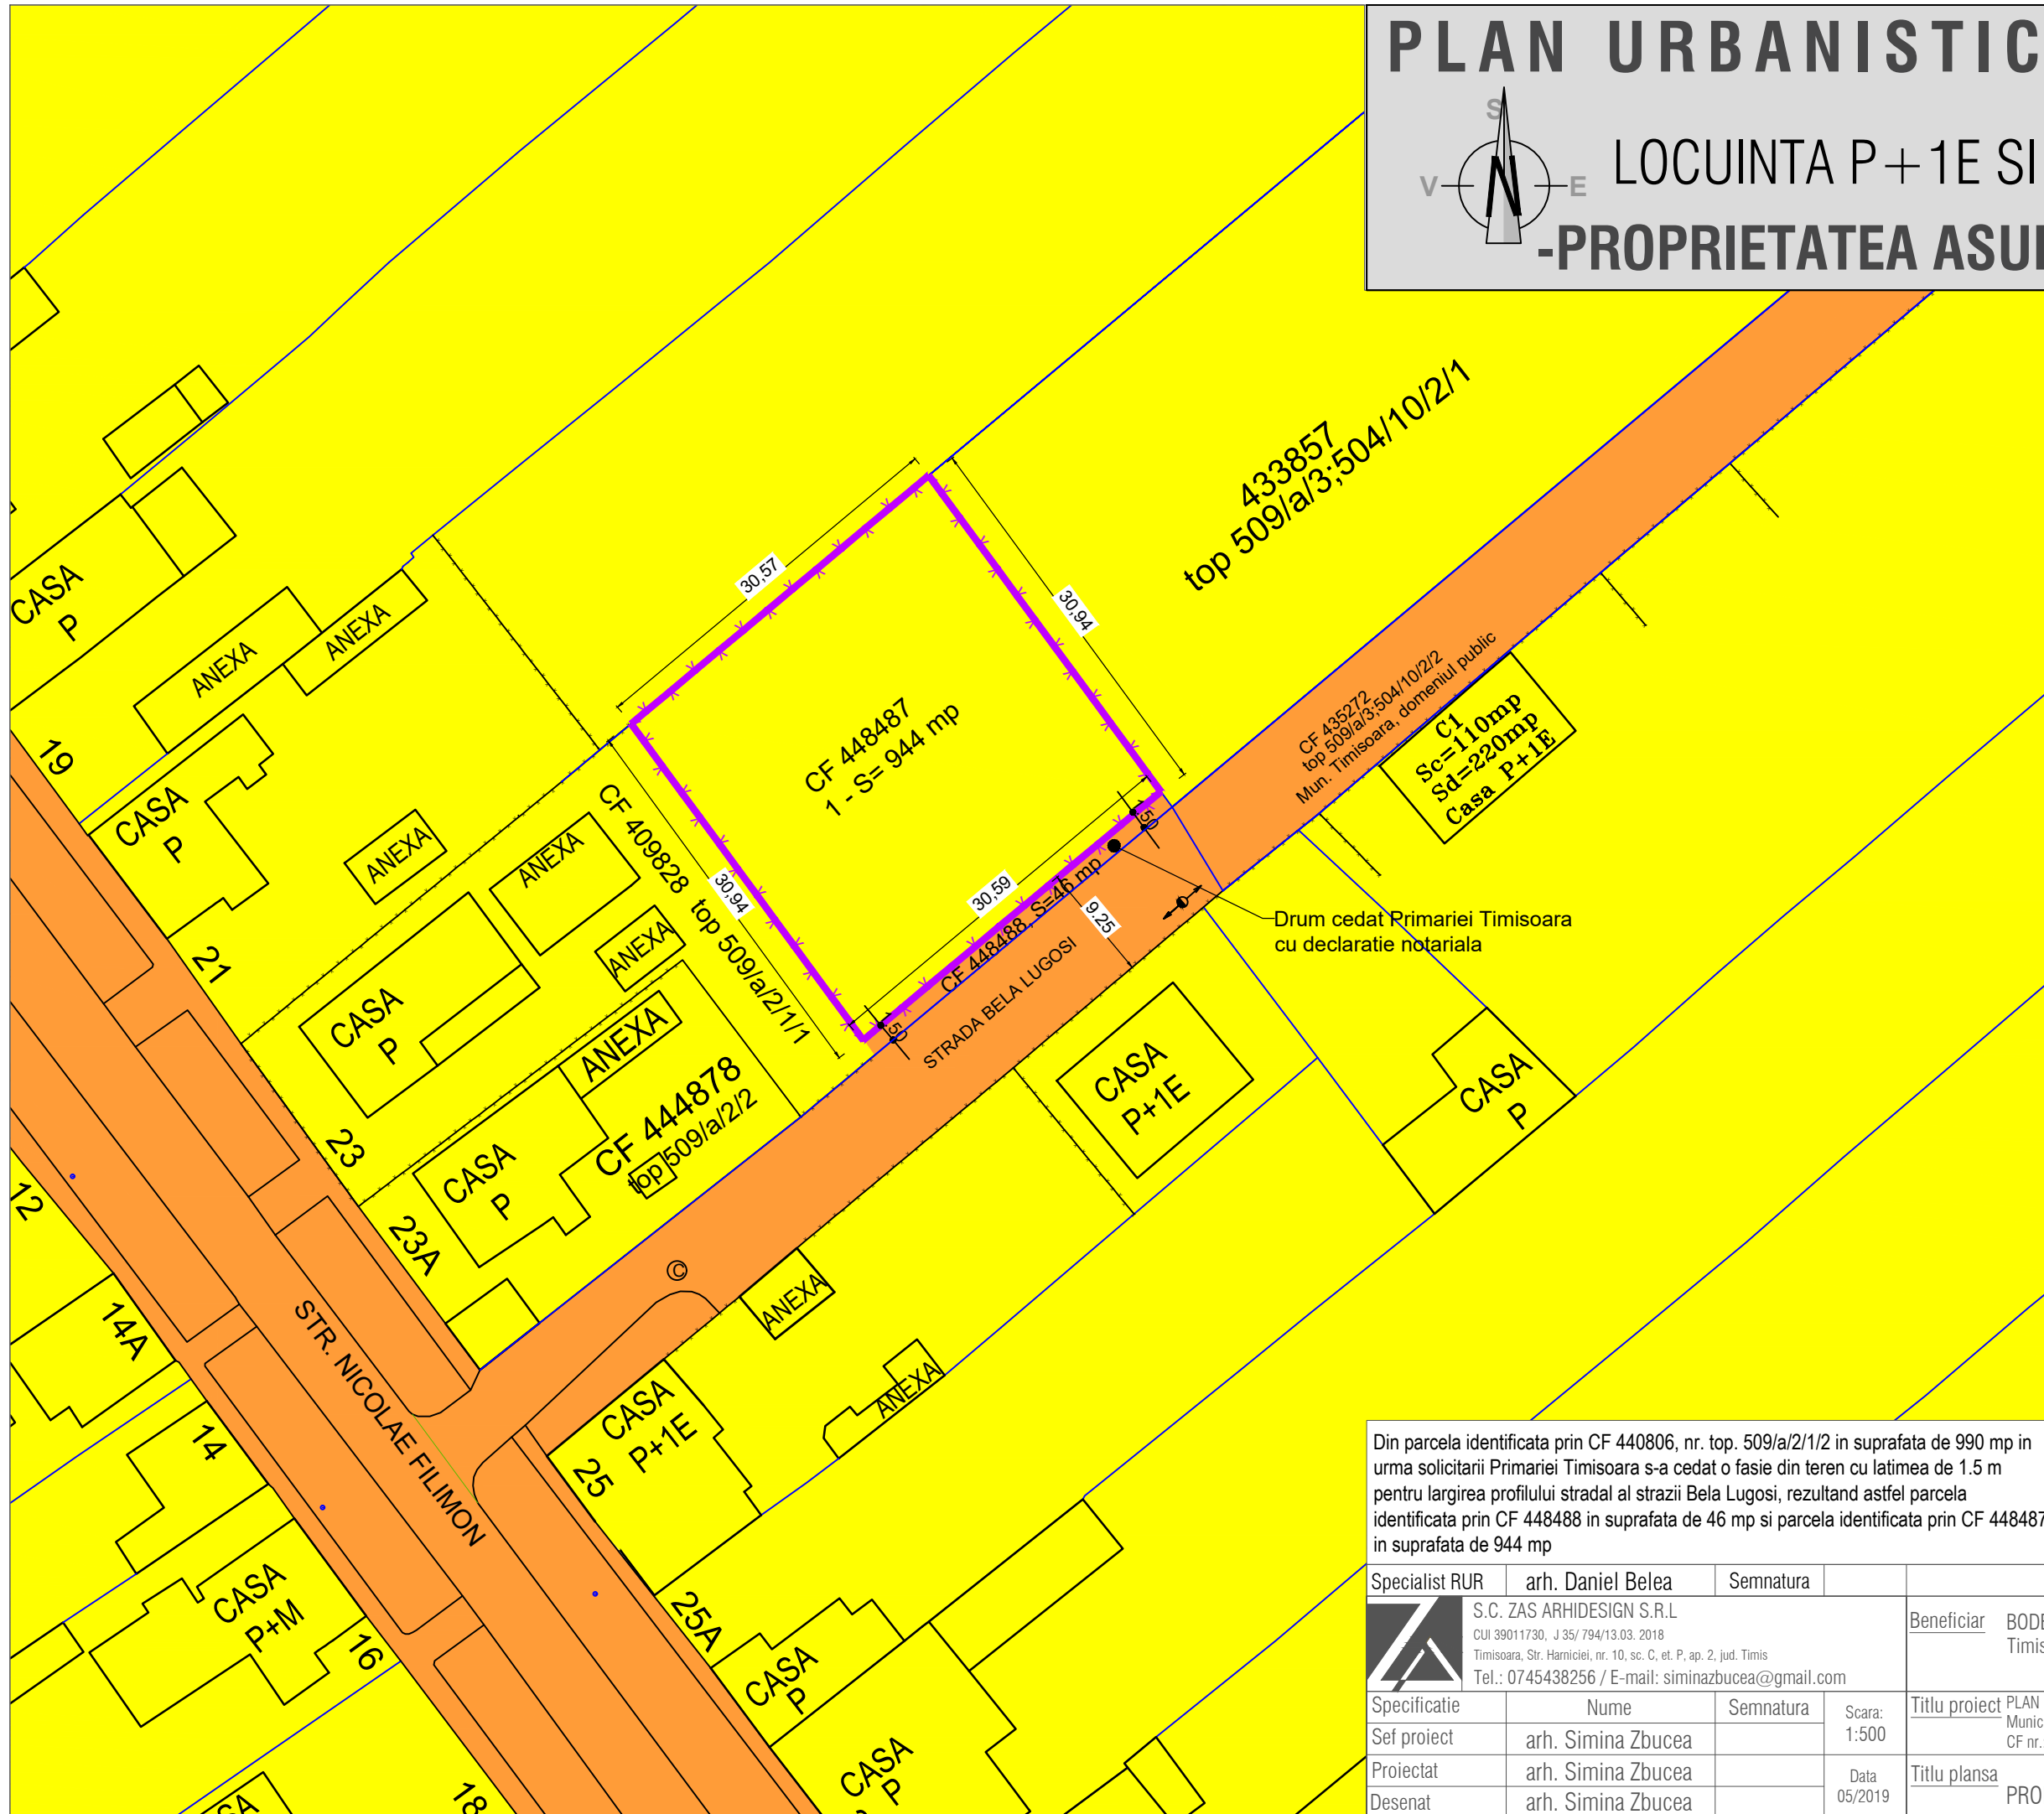 PLAN URBANISTIC
S
V
N
E
LOCUINTA P+1E SI
-PROPRIETATEA
433857
top 509/a/3;504/10/2/1
30,57
30,94
CF 448487
1 - S= 944 mp
30,94
30,59
1.50
1.50
9.25
CF 448488, S=46 mp
STRADA BELA LUGOSI
CF 435272
top 509/a/3;504/10/2/2
Mun. Timisoara, domeniul public
C1
Sc=110mp
Sd=220mp
Casa P+1E
Drum cedat Primariei Timisoara
cu declaratie notariala
CF 409828 top 509/a/2/1/1
CASA
P
ANEXA
ANEXA
19
CASA
P
ANEXA
ANEXA
ANEXA
21
CASA
P
ANEXA
CF 444878
top 509/a/2/2
23
CASA
P
23A
CASA
P+1E
CASA
P
©
ANEXA
ANEXA
12
14A
14
STR. NICOLAE FILIMON
CASA
P+1E
25
CASA
P+M
16
25A
CASA
P
CASA
P
18
Din parcela identificata prin CF 440806, nr. top. 509/a/2/1/2 in suprafata de 990 mp in
urma solicitarii Primariei Timisoara s-a cedat o fasie din teren cu latimea de 1.5 m
pentru largirea profilului stradal al strazii Bela Lugosi, rezultand astfel parcela
identificata prin CF 448488 in suprafata de 46 mp si parcela identificata prin CF 448487
in suprafata de 944 mp
Specialist RUR arh. Daniel Belea Semnatura
S.C. ZAS ARHIDESIGN S.R.L
CUI 39011730, J 35/ 794/13.03. 2018
Timisoara, Str. Harniciei, nr. 10, sc. C, et. P, ap. 2, jud. Timis
Tel.: 0745438256 / E-mail: siminazbucea@gmail.com
Beneficiar
Specificatie Nume Semnatura Scara:
1:500
Titlu proiect PLAN
CF nr.
Sef proiect arh. Simina Zbucea
Proiectat arh. Simina Zbucea
Data
05/2019
Titlu plansa
Desenat arh. Simina Zbucea